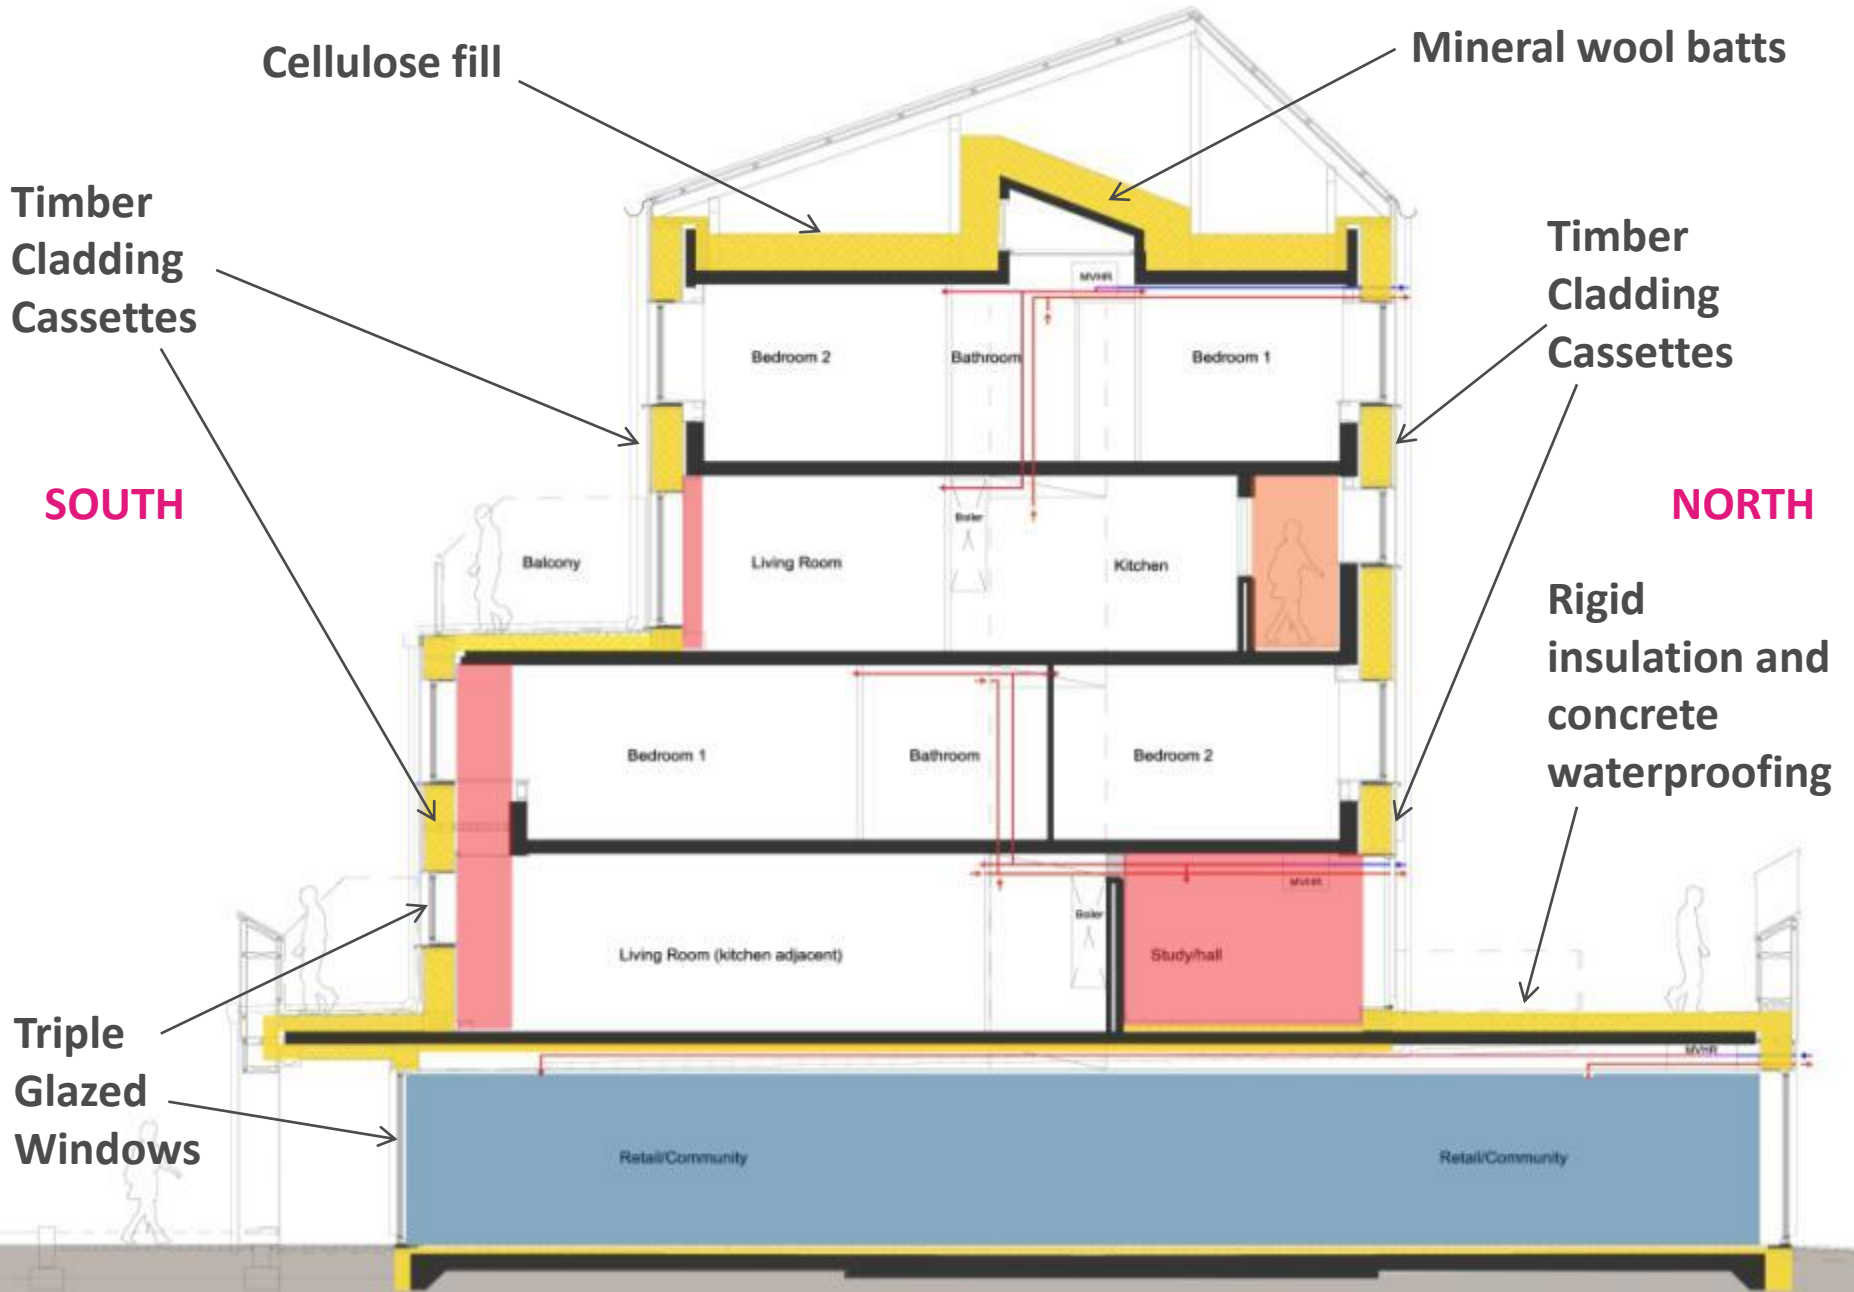 Cellulose fill
Mineral wool batts
Timber
Cladding
Cassettes
Timber
Cladding
Cassettes
MVHR
Bedroom 2
Bathroom
Bedroom 1
SOUTH
NORTH
Boiler
Balcony
Living Room
Kitchen
Rigid
insulation and
concrete
waterproofing
Bedroom 1
Bathroom
Bedroom 2
MVHR
Boiler
Living Room (kitchen adjacent)
Study/hall
Triple
Glazed
Windows
MVHR
Retail/Community
Retail/Community